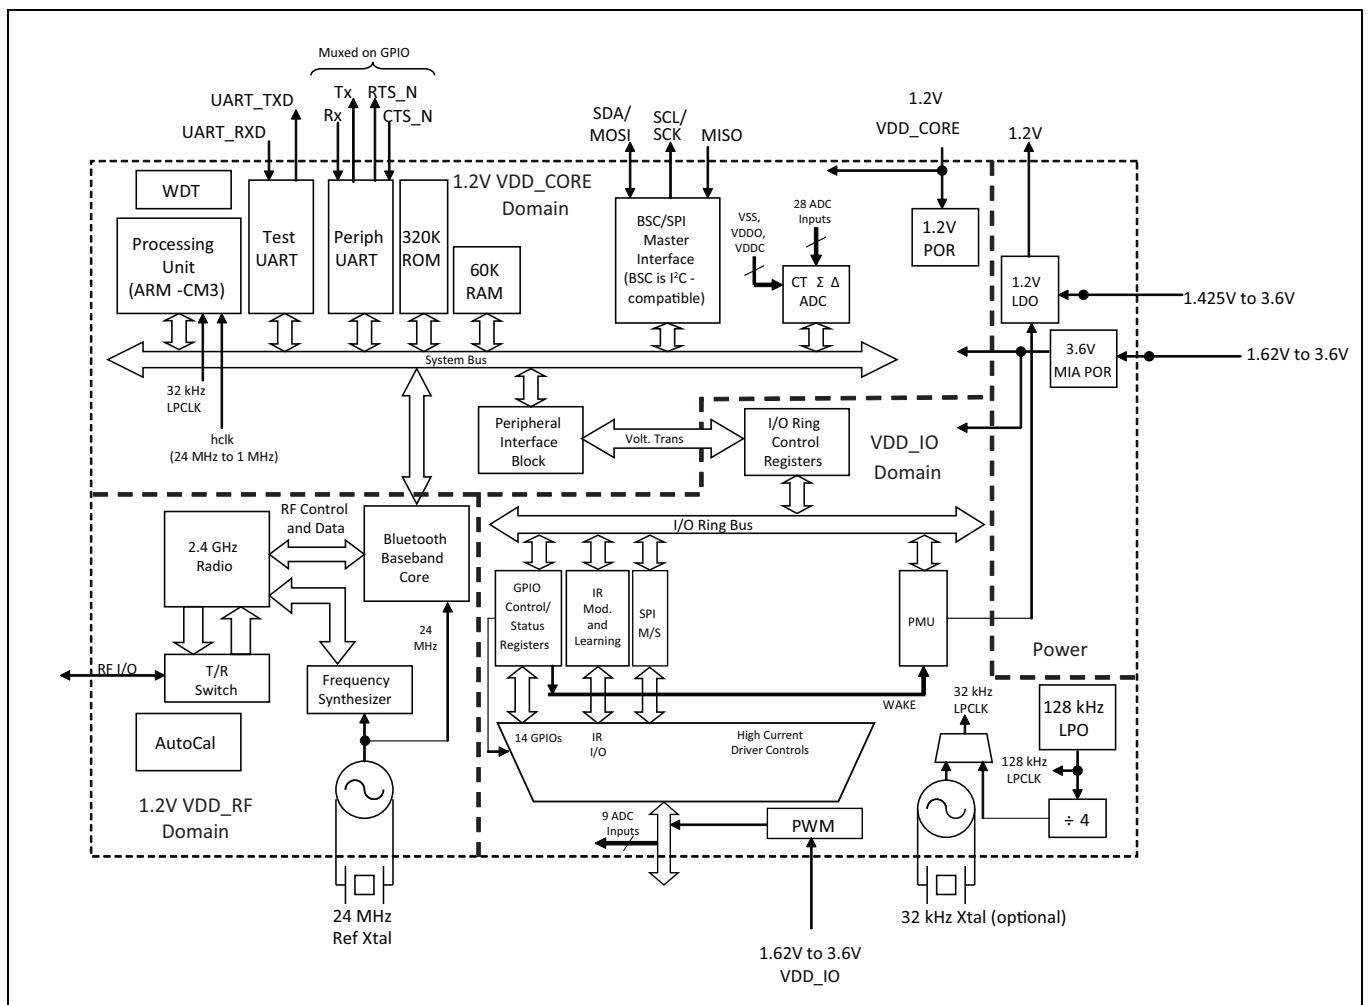 Muxed on GPIO
UART_TXD
UART_RXD
Tx
RTS_N
Rx
CTS_N
SDA/
MOSI
SCL/
SCK
MISO
1.2V
VDD_CORE
1.2V
WDT
Processing
Unit
(ARM -CM3)
Test
UART
Periph
UART
320K
ROM
1.2V VDD_CORE
Domain
60K
RAM
BSC/SPI
Master
Interface
(BSC is I²C -
compatible)
VSS,
VDDO,
VDDC
28 ADC
Inputs
CT Σ Δ
ADC
1.2V
POR
1.2V
LDO
1.425V to 3.6V
3.6V
MIA POR
1.62V to 3.6V
System Bus
32 kHz
LPCLK
hclk
(24 MHz to 1 MHz)
Peripheral
Interface
Block
Volt. Trans
I/O Ring
Control
Registers
VDD_IO
Domain
I/O Ring Bus
2.4 GHz
Radio
RF Control
and Data
Bluetooth
Baseband
Core
24
MHz
RF I/O
T/R
Switch
Frequency
Synthesizer
AutoCal
1.2V VDD_RF
Domain
24 MHz
Ref Xtal
GPIO
Control/
Status
Registers
IR
Mod.
and
Learning
SPI
M/S
PMU
WAKE
Power
14 GPIOs
IR
I/O
High Current
Driver Controls
9 ADC
Inputs
PWM
1.62V to 3.6V
VDD_IO
32 kHz
LPCLK
128 kHz
LPO
128 kHz
LPCLK
÷ 4
32 kHz Xtal (optional)